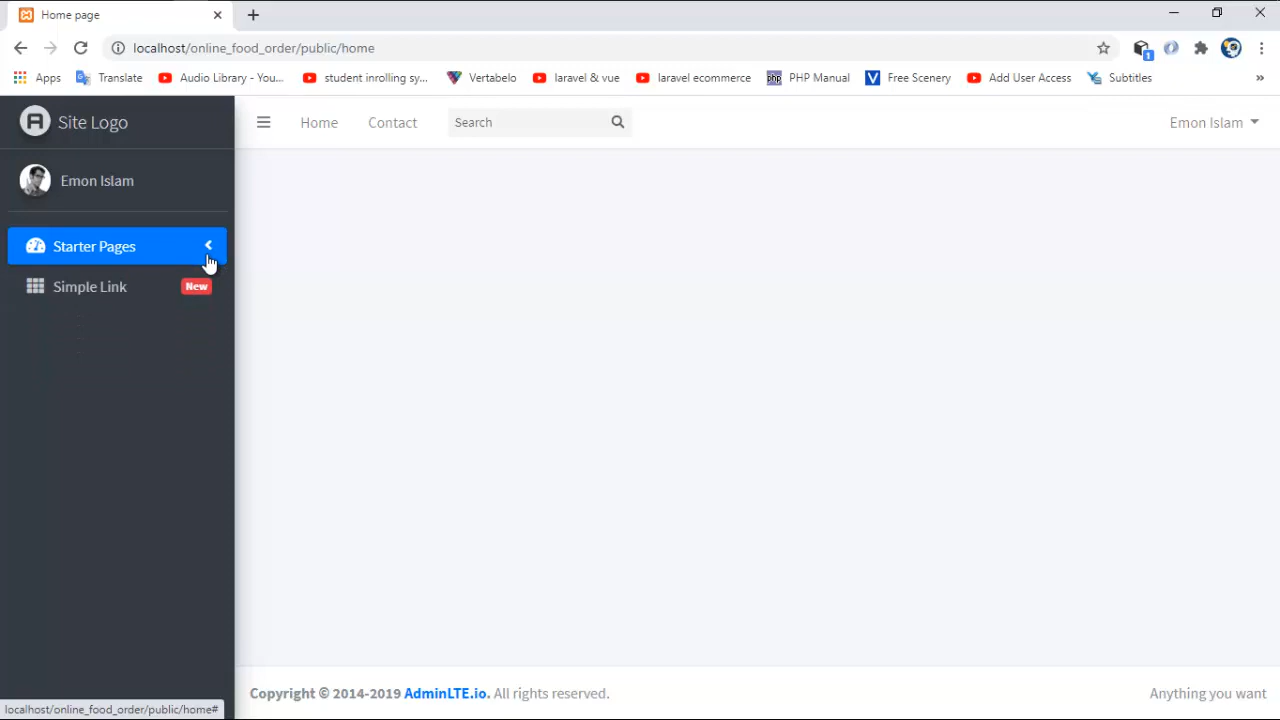 Home page
localhost/online_food_order/public/home
Apps Translate Audio Library - You... student inrolling sy... Vertabelo laravel & vue laravel ecommerce PHP Manual Free Scenery Add User Access Subtitles »
Site Logo
Home Contact Search Emon Islam
Emon Islam
Starter Pages
Simple Link New
Copyright © 2014-2019 AdminLTE.io. All rights reserved. Anything you want
localhost/online_food_order/public/home#